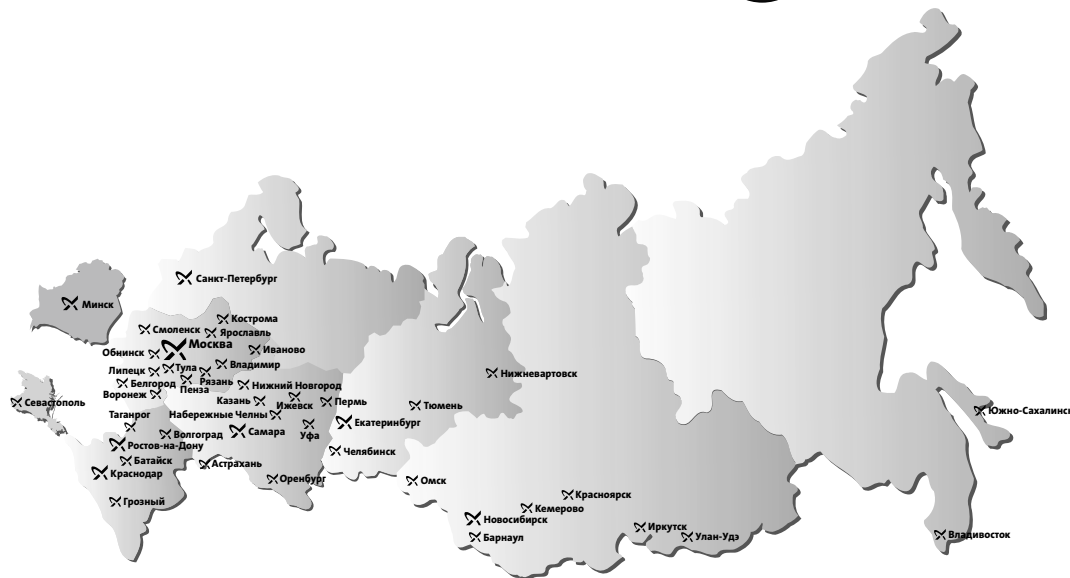 Санкт-Петербург
Минск
Кострома
Смоленск
Ярославль
Москва
Обнинск
Иваново
Владимир
Липецк
Тула
Рязань
Белгород
Пенза
Нижний Новгород
Воронеж
Казань
Ижевск
Пермь
Севастополь
Нижневартовск
Тюмень
Южно-Сахалинск
Таганрог
Набережные Челны
Екатеринбург
Волгоград
Самара
Уфа
Ростов-на-Дону
Челябинск
Батайск
Астрахань
Краснодар
Оренбург
Омск
Грозный
Красноярск
Кемерово
Новосибирск
Иркутск
Барнаул
Улан-Удэ
Владивосток